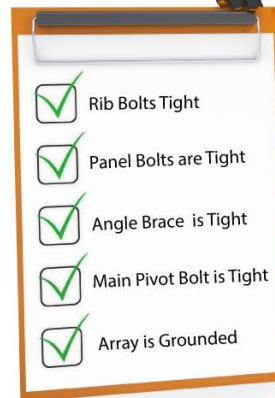 Rib Bolts Tight
Panel Bolts are Tight
Angle Brace is Tight
Main Pivot Bolt is Tight
Array is Grounded